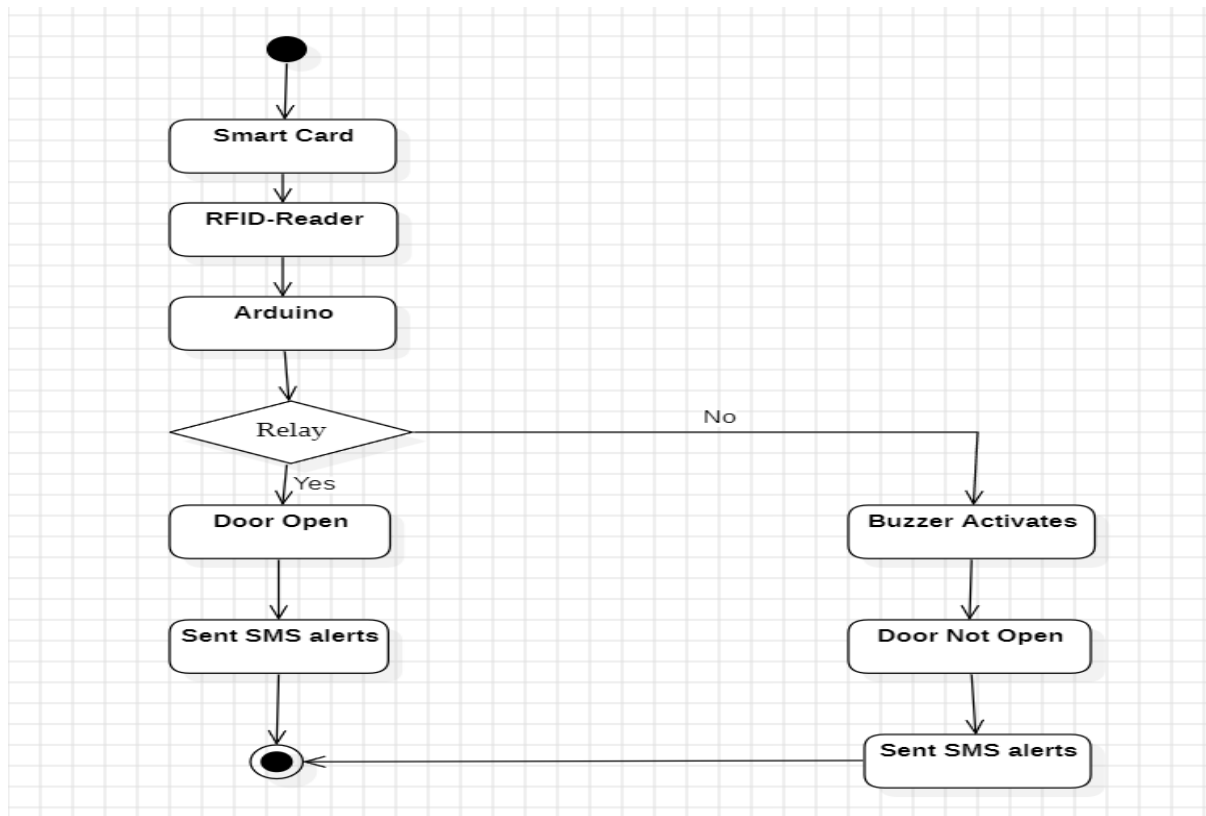 Smart Card
RFID-Reader
Arduino
Relay
No
Yes
Door Open
Buzzer Activates
Sent SMS alerts
Door Not Open
Sent SMS alerts